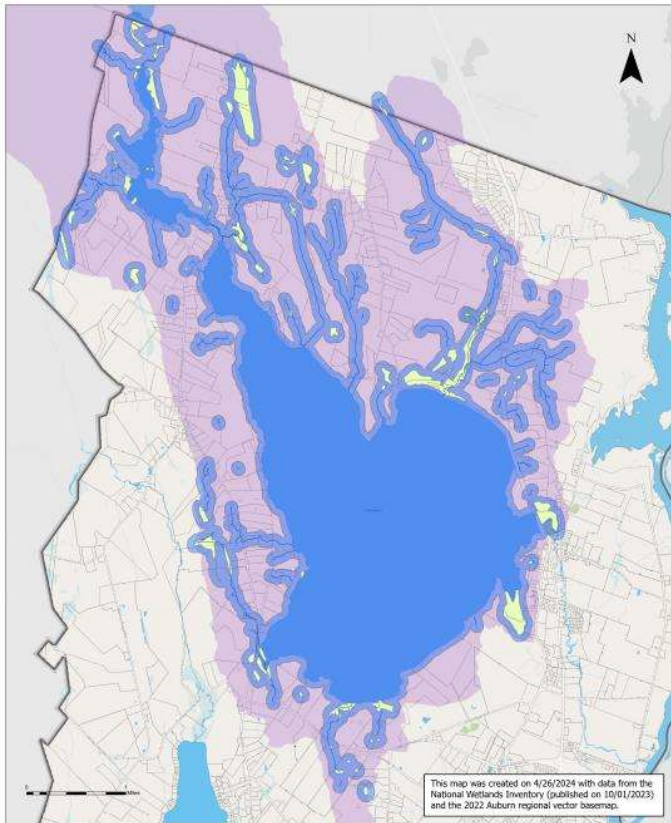 N
Miles
This map was created on 4/26/2024 with data from the
National Wetlands Inventory (published on 10/01/2023)
and the 2022 Auburn regional vector basemap.